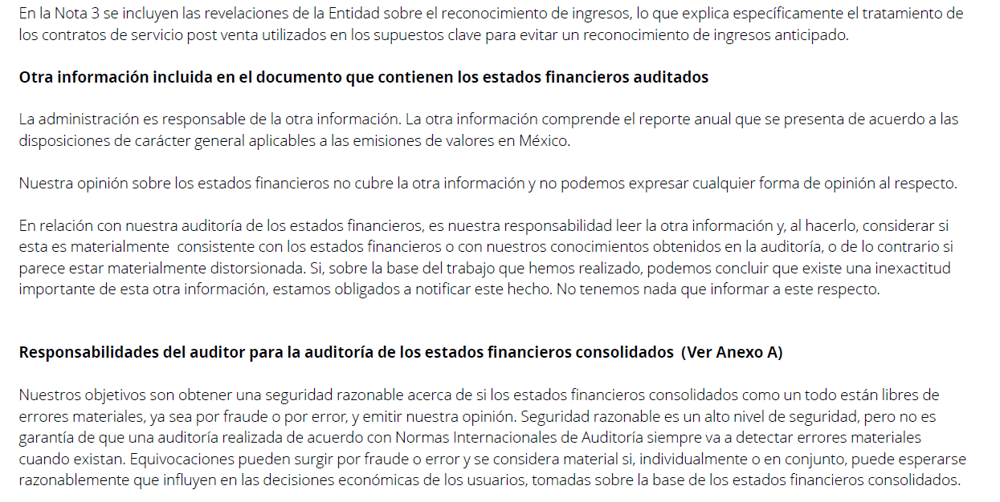 En la Nota 3 se incluyen las revelaciones de la Entidad sobre el reconocimiento de ingresos, lo que explica específicamente el tratamiento de
los contratos de servicio post venta utilizados en los supuestos clave para evitar un reconocimiento de ingresos anticipado.
Otra información incluida en el documento que contienen los estados financieros auditados
La administración es responsable de la otra información. La otra información comprende el reporte anual que se presenta de acuerdo a las
disposiciones de carácter general aplicables a las emisiones de valores en México.
Nuestra opinión sobre los estados financieros no cubre la otra información y no podemos expresar cualquier forma de opinión al respecto.
En relación con nuestra auditoría de los estados financieros, es nuestra responsabilidad leer la otra información y, al hacerlo, considerar si
esta es materialmente  consistente con los estados financieros o con nuestros conocimientos obtenidos en la auditoría, o de lo contrario si
parece estar materialmente distorsionada. Si, sobre la base del trabajo que hemos realizado, podemos concluir que existe una inexactitud
importante de esta otra información, estamos obligados a notificar este hecho. No tenemos nada que informar a este respecto.
Responsabilidades del auditor para la auditoría de los estados financieros consolidados  (Ver Anexo A)
Nuestros objetivos son obtener una seguridad razonable acerca de si los estados financieros consolidados como un todo están libres de
errores materiales, ya sea por fraude o por error, y emitir nuestra opinión. Seguridad razonable es un alto nivel de seguridad, pero no es
garantía de que una auditoría realizada de acuerdo con Normas Internacionales de Auditoría siempre va a detectar errores materiales
cuando existan. Equivocaciones pueden surgir por fraude o error y se considera material si, individualmente o en conjunto, puede esperarse
razonablemente que influyen en las decisiones económicas de los usuarios, tomadas sobre la base de los estados financieros consolidados.